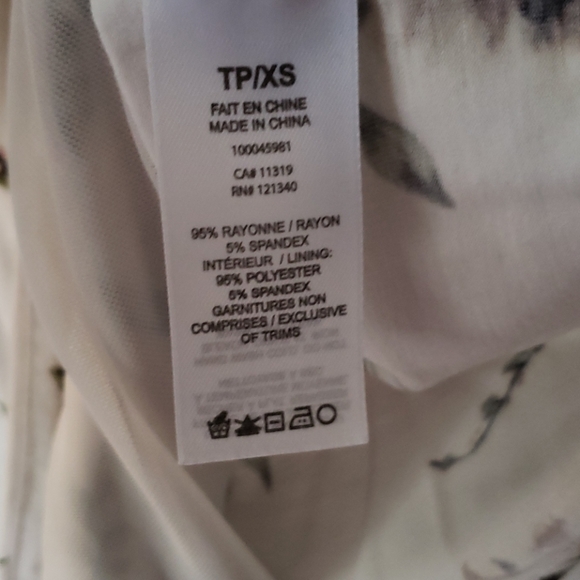 TP/XS
FAIT EN CHINE
MADE IN CHINA
100045981
CA# 11319
RN# 121340
95% RAYONNE / RAYON
5% SPANDEX
INTÉRIEUR / LINING:
95% POLYESTER
5% SPANDEX
GARNITURES NON
COMPRISES / EXCLUSIVE
OF TRIMS